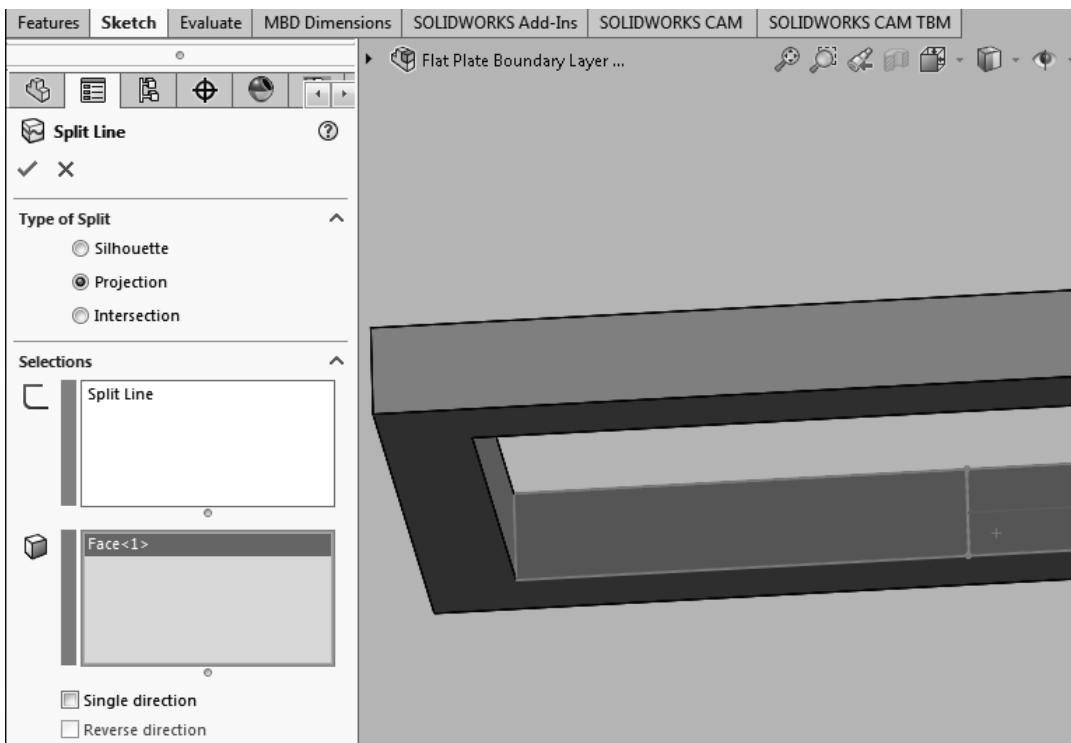 Features Sketch Evaluate MBD Dimensions SOLIDWORKS Add-Ins SOLIDWORKS CAM SOLIDWORKS CAM TBM
Flat Plate Boundary Layer ...
Split Line
Type of Split
Silhouette
Projection
Intersection
Selections
Split Line
Face<1>
Single direction
Reverse direction